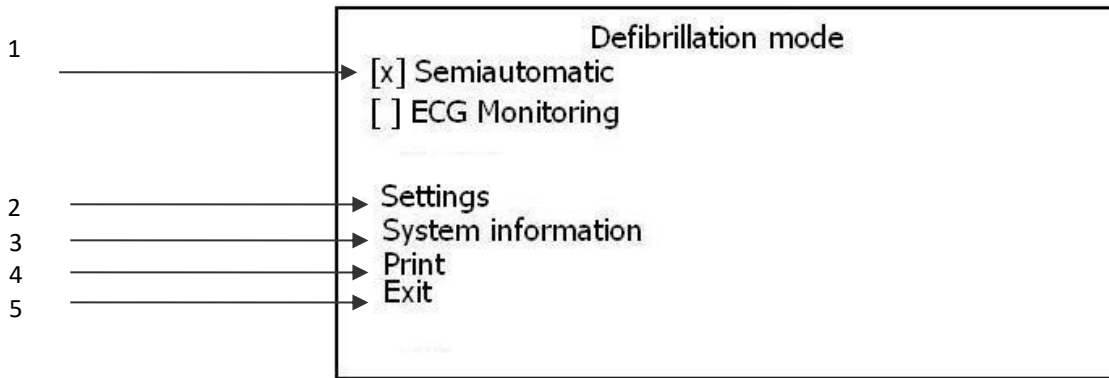 Defibrillation mode
1
[x] Semiautomatic
[ ] ECG Monitoring
2 Settings
3 System information
4 Print
5 Exit